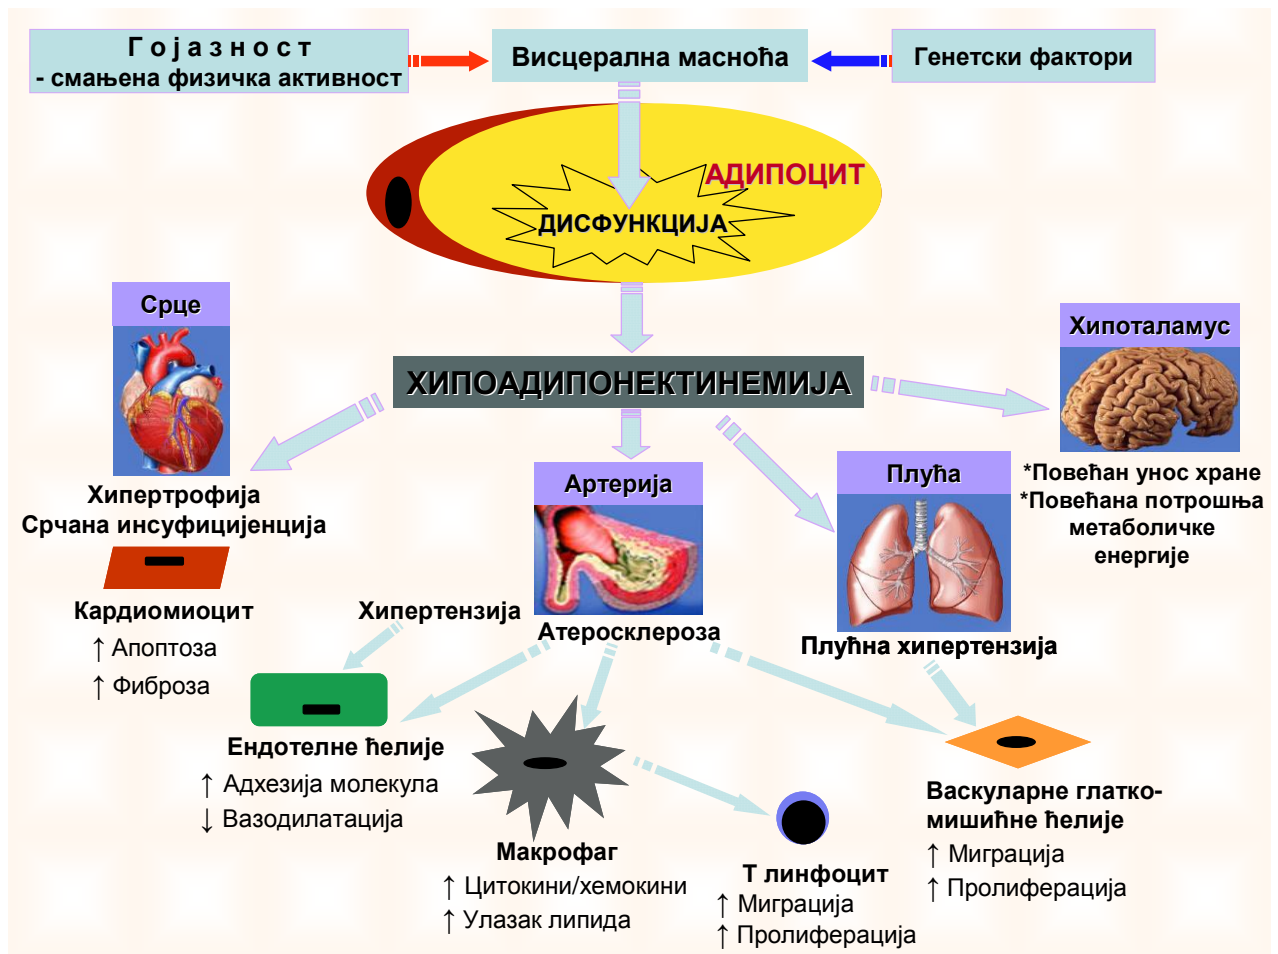 Г о ј а з н о с т
- смањена физичка активност
Висцерална масноћа
Генетски фактори
АДИПОЦИТ
ДИСФУНКЦИЈА
Срце
Хипоталамус
ХИПОАДИПОНЕКТИНЕМИЈА
Артерија
Плућа
*Повећан унос хране
*Повећана потрошња
метаболичке
енергије
Хипертрофија
Срчана инсуфицијенција
Кардиомиоцит
↑ Апоптоза
↑ Фиброза
Хипертензија
Атеросклероза
Плућна хипертензија
Ендотелне ћелије
↑ Адхезија молекула
↓ Вазодилатација
Макрофаг
↑ Цитокини/хемокини
↑ Улазак липида
Т линфоцит
↑ Миграција
↑ Пролиферација
Васкуларне глатко-
мишићне ћелије
↑ Миграција
↑ Пролиферација